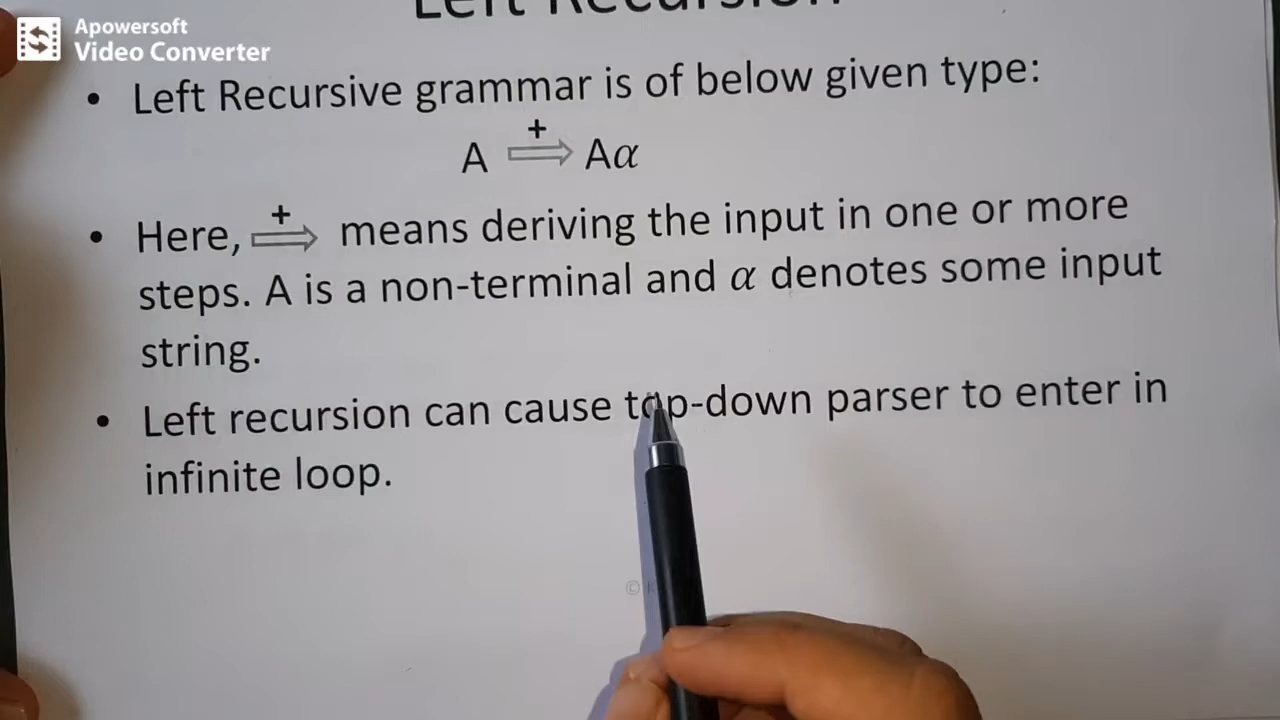 Apowersoft
Video Converter
Left Recursion
• Left Recursive grammar is of below given type:
A +⇒ Aα
• Here, +⇒ means deriving the input in one or more
steps. A is a non-terminal and α denotes some input
string.
• Left recursion can cause top-down parser to enter in
infinite loop.
©